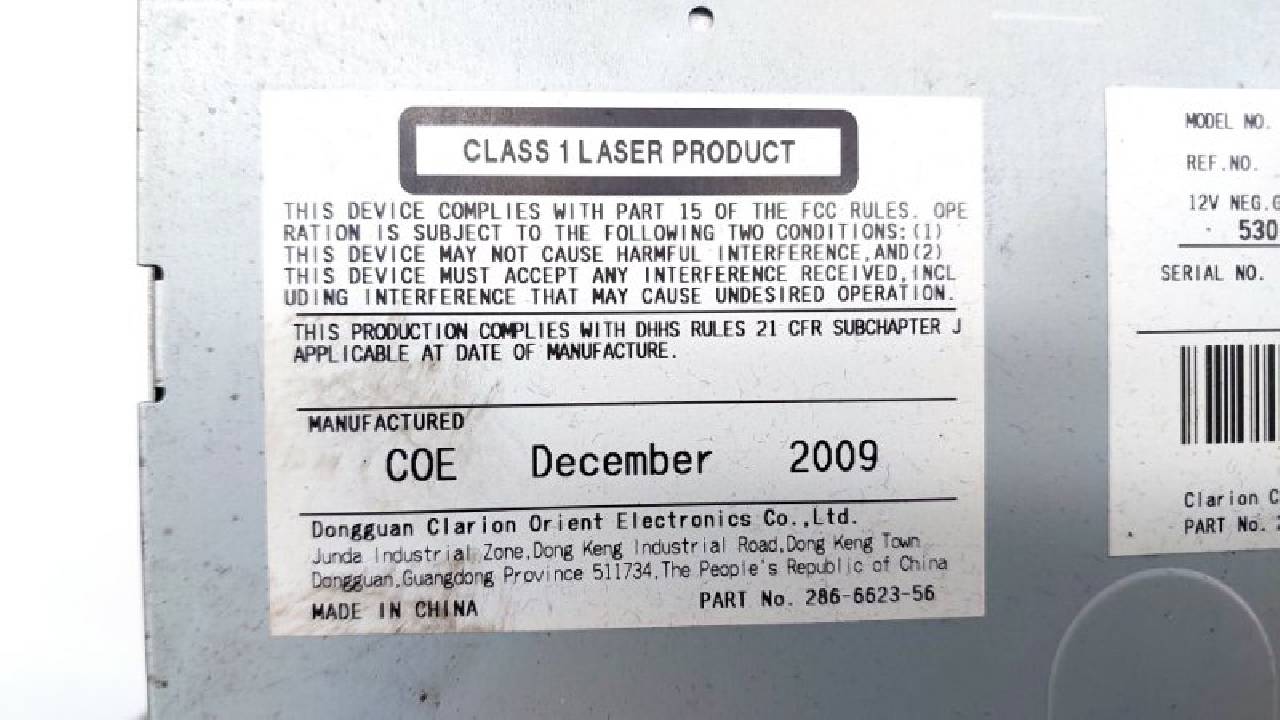 CLASS 1 LASER PRODUCT
THIS DEVICE COMPLIES WITH PART 15 OF THE FCC RULES. OPE
RATION IS SUBJECT TO THE FOLLOWING TWO CONDITIONS:(1)
THIS DEVICE MAY NOT CAUSE HARMFUL INTERFERENCE,AND(2)
THIS DEVICE MUST ACCEPT ANY INTERFERENCE RECEIVED,INCL
UDING INTERFERENCE THAT MAY CAUSE UNDESIRED OPERATION.
THIS PRODUCTION COMPLIES WITH DHHS RULES 21 CFR SUBCHAPTER J
APPLICABLE AT DATE OF MANUFACTURE.
MANUFACTURED
COE December 2009
Dongguan Clarion Orient Electronics Co.,Ltd.
Junda Industrial Zone,Dong Keng Industrial Road,Dong Keng Town
Dongguan,Guangdong Province 511734,The People's Republic of China
MADE IN CHINA PART No. 286-6623-56
MODEL NO.
REF.NO.
12V NEG.
530
SERIAL NO.
Clarion C
PART No.